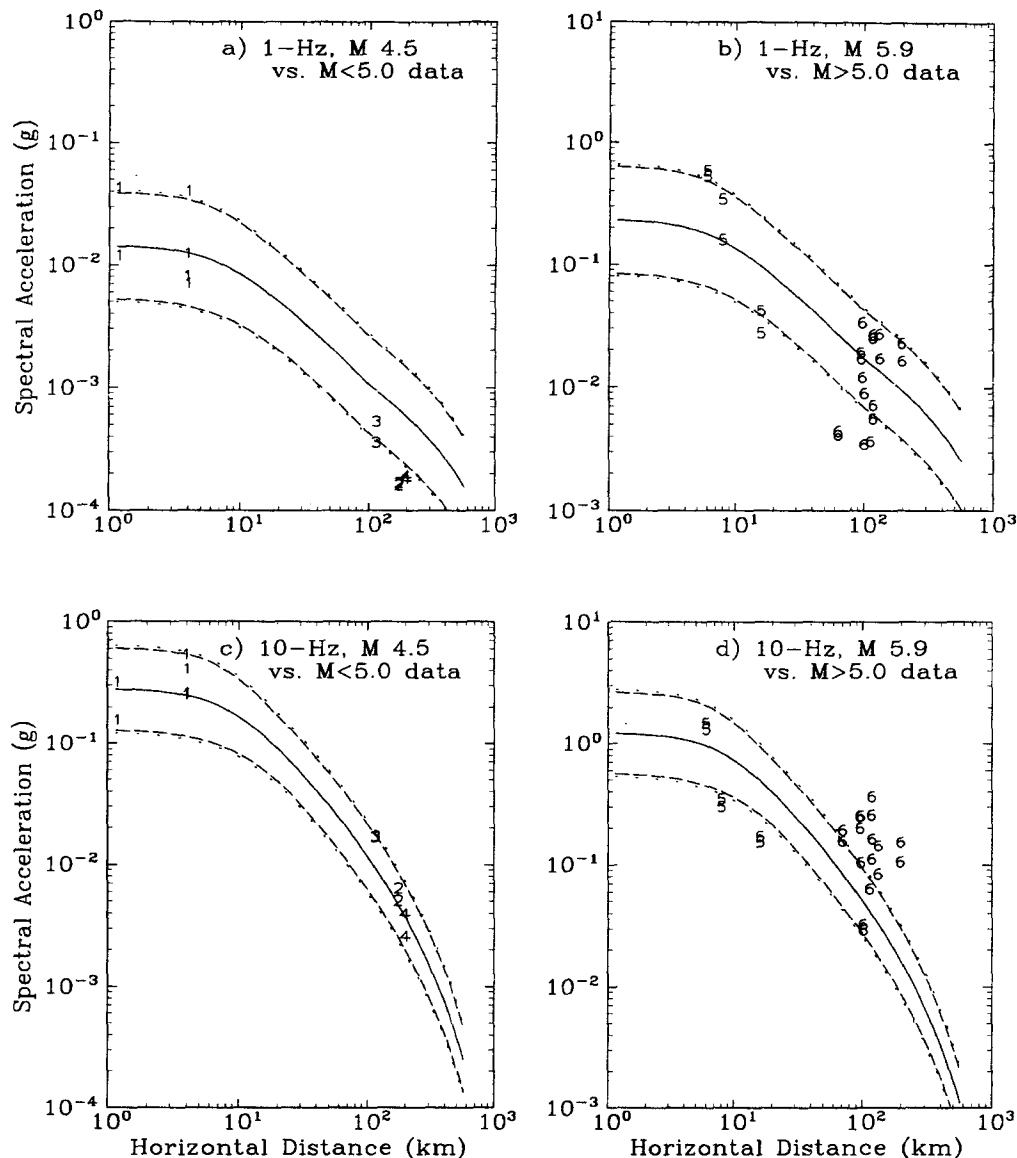 a) 1-Hz, M 4.5
vs. M<5.0 data
b) 1-Hz, M 5.9
vs. M>5.0 data
Spectral Acceleration (g)
10⁰
10⁻¹
10⁻²
10⁻³
10⁻⁴
10⁰ 10¹ 10² 10³
10¹
10⁰
10⁻¹
10⁻²
10⁻³
10⁰ 10¹ 10² 10³
c) 10-Hz, M 4.5
vs. M<5.0 data
d) 10-Hz, M 5.9
vs. M>5.0 data
Spectral Acceleration (g)
10⁰
10⁻¹
10⁻²
10⁻³
10⁻⁴
10⁰ 10¹ 10² 10³
Horizontal Distance (km)
10¹
10⁰
10⁻¹
10⁻²
10⁻³
10⁰ 10¹ 10² 10³
Horizontal Distance (km)